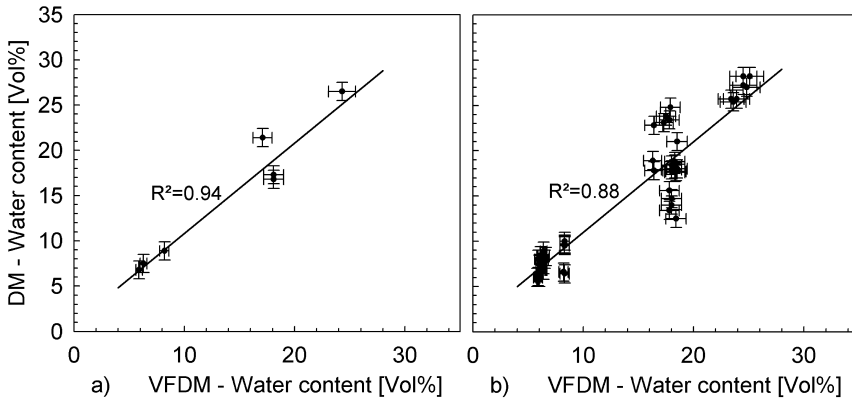 35
30
25
20
15
10
5
0
DM - Water content [Vol%]
R²=0.94
R²=0.88
0 10 20 30
0 10 20 30
a) VFDM - Water content [Vol%]
b) VFDM - Water content [Vol%]